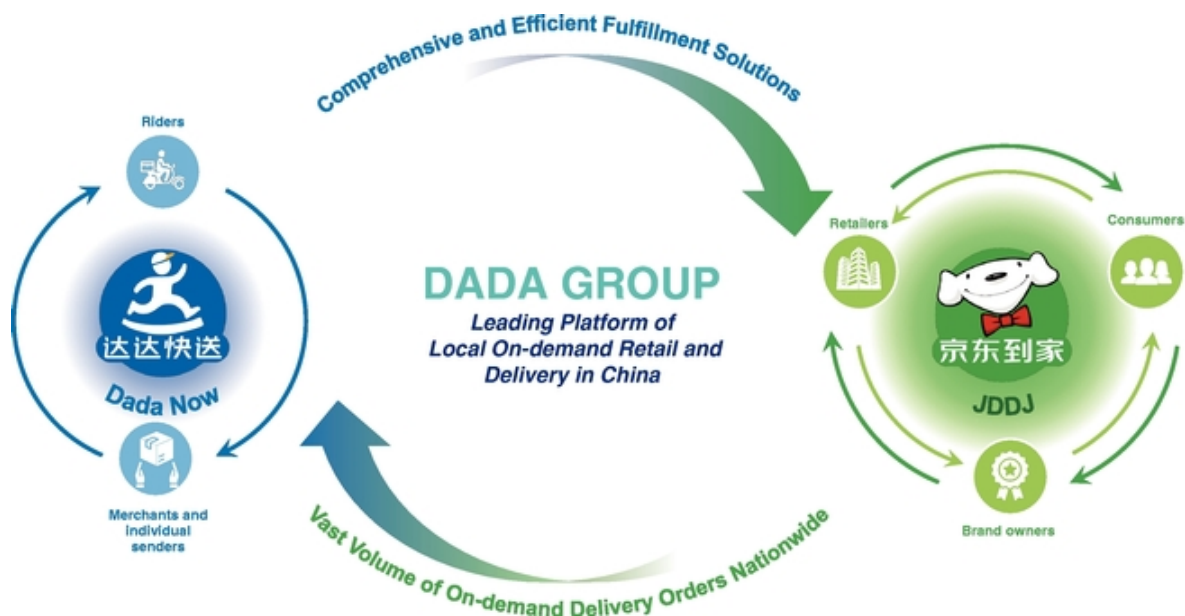 Comprehensive and Efficient Fulfillment Solutions
Riders
达达快送
Dada Now
Merchants and
individual
senders
DADA GROUP
Leading Platform of
Local On-demand Retail and
Delivery in China
Retailers
Consumers
京东到家
JDDJ
Brand owners
Vast Volume of On-demand Delivery Orders Nationwide